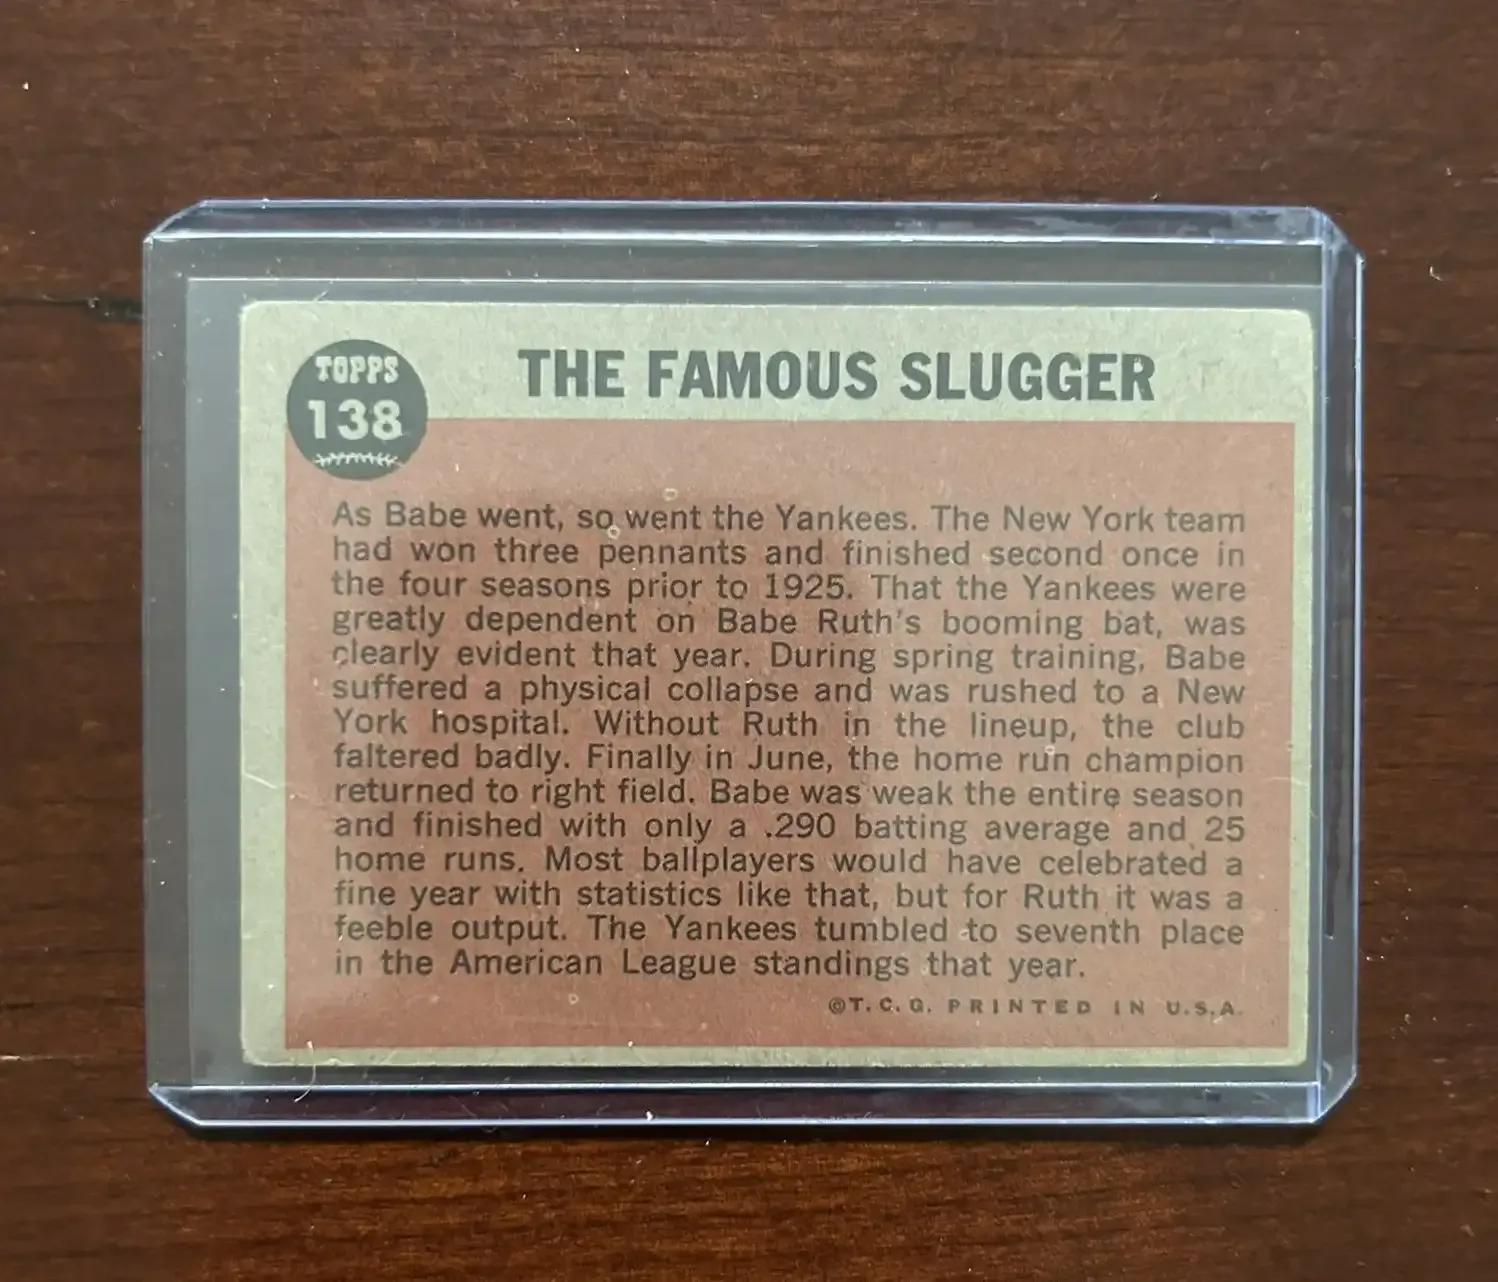 TOPPS
138
THE FAMOUS SLUGGER
As Babe went, so went the Yankees. The New York team
had won three pennants and finished second once in
the four seasons prior to 1925. That the Yankees were
greatly dependent on Babe Ruth's booming bat, was
clearly evident that year. During spring training, Babe
suffered a physical collapse and was rushed to a New
York hospital. Without Ruth in the lineup, the club
faltered badly. Finally in June, the home run champion
returned to right field. Babe was weak the entire season
and finished with only a .290 batting average and 25
home runs. Most ballplayers would have celebrated a
fine year with statistics like that, but for Ruth it was a
feeble output. The Yankees tumbled to seventh place
in the American League standings that year.
©T. C. G. PRINTED IN U.S.A.